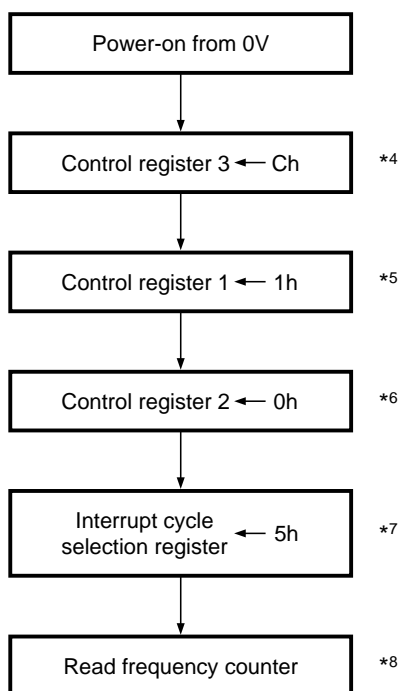 Power-on from 0V
Control register 3 ← Ch *4
Control register 1 ← 1h *5
Control register 2 ← 0h *6
Interrupt cycle
selection register ← 5h *7
Read frequency counter *8